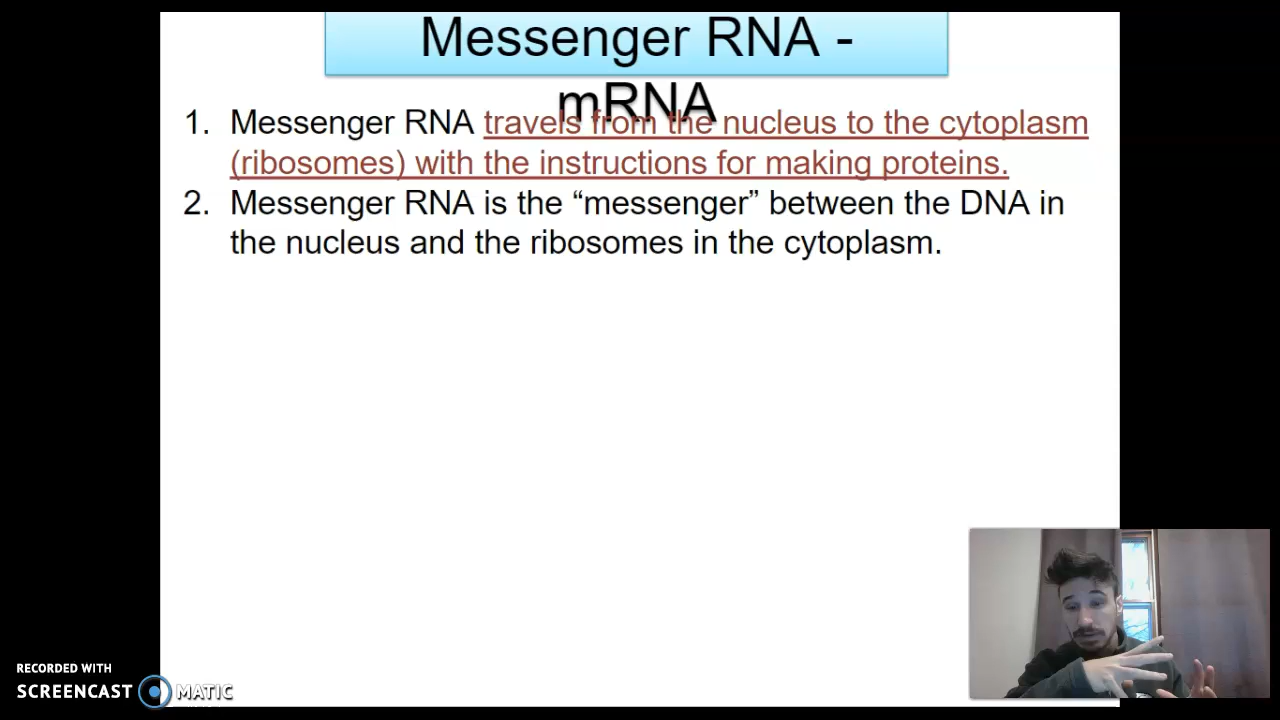 Messenger RNA -
mRNA
1. Messenger RNA travels from the nucleus to the cytoplasm
(ribosomes) with the instructions for making proteins.
2. Messenger RNA is the “messenger” between the DNA in
the nucleus and the ribosomes in the cytoplasm.
RECORDED WITH
SCREENCAST MATIC